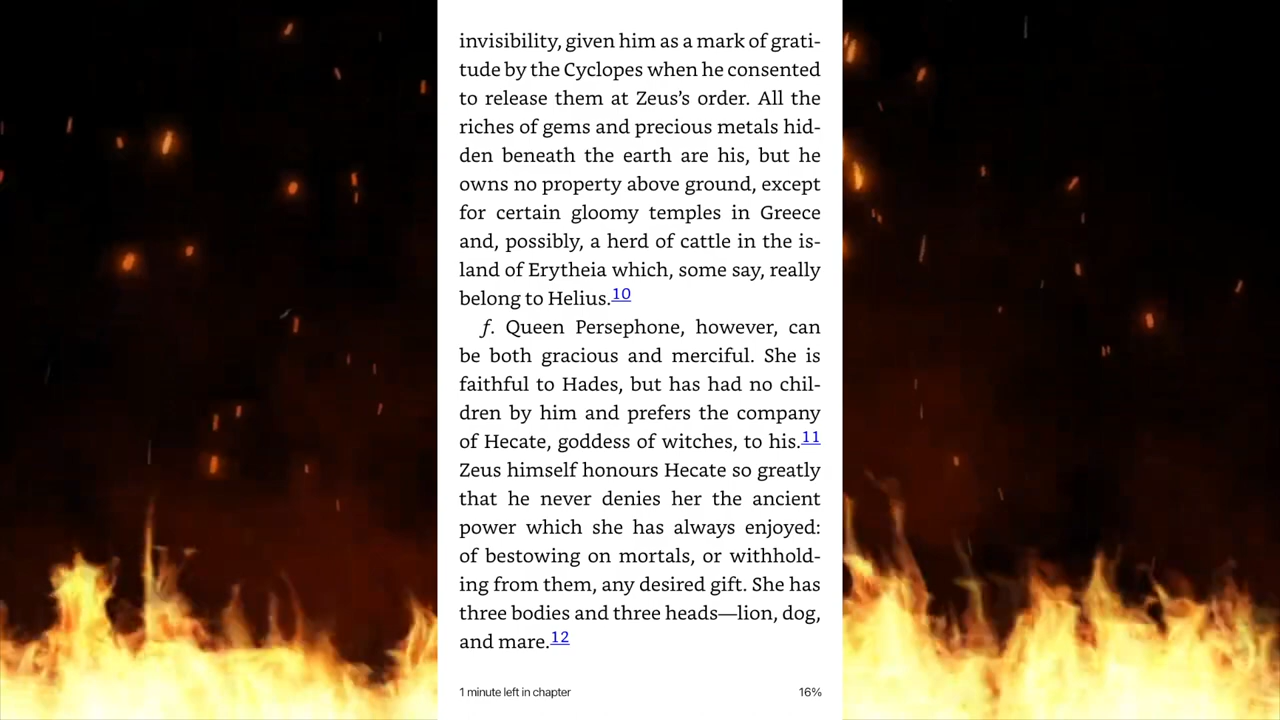 invisibility, given him as a mark of grati-
tude by the Cyclopes when he consented
to release them at Zeus’s order. All the
riches of gems and precious metals hid-
den beneath the earth are his, but he
owns no property above ground, except
for certain gloomy temples in Greece
and, possibly, a herd of cattle in the is-
land of Erytheia which, some say, really
belong to Helius.10
f. Queen Persephone, however, can
be both gracious and merciful. She is
faithful to Hades, but has had no chil-
dren by him and prefers the company
of Hecate, goddess of witches, to his.11
Zeus himself honours Hecate so greatly
that he never denies her the ancient
power which she has always enjoyed:
of bestowing on mortals, or withhold-
ing from them, any desired gift. She has
three bodies and three heads—lion, dog,
and mare.12
1 minute left in chapter 16%